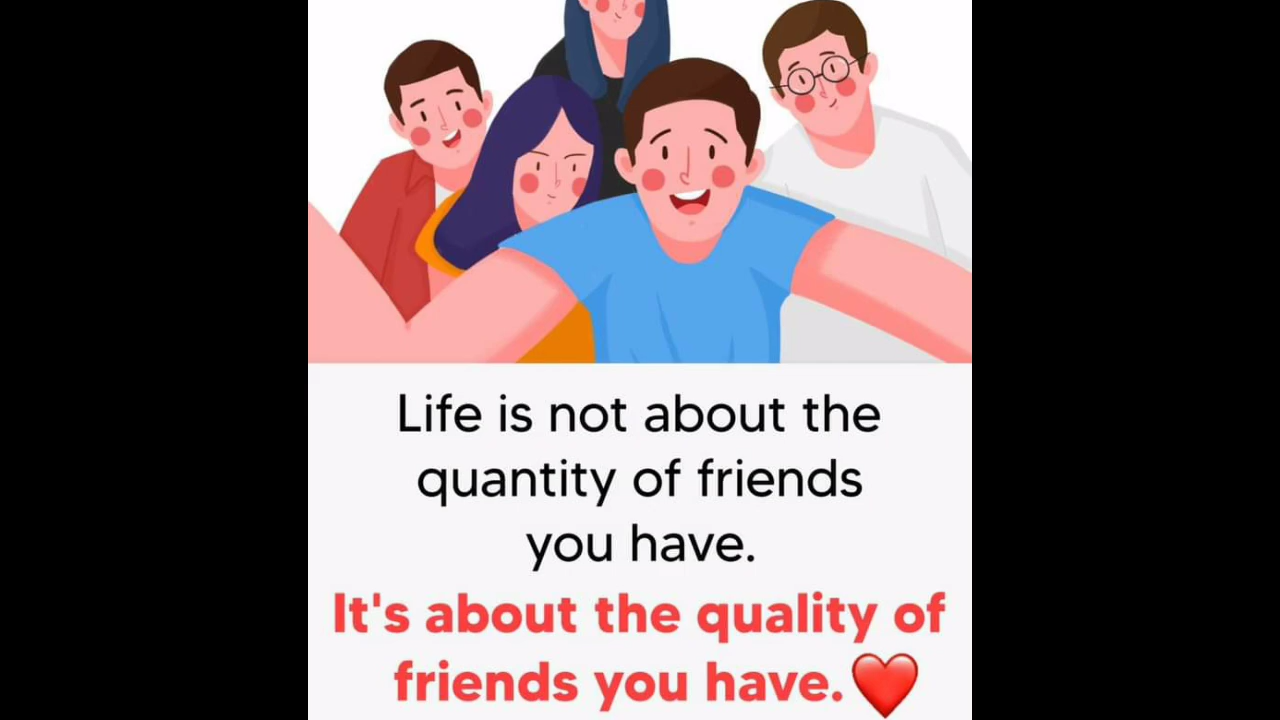 Life is not about the
quantity of friends
you have.
It's about the quality of
friends you have.❤️